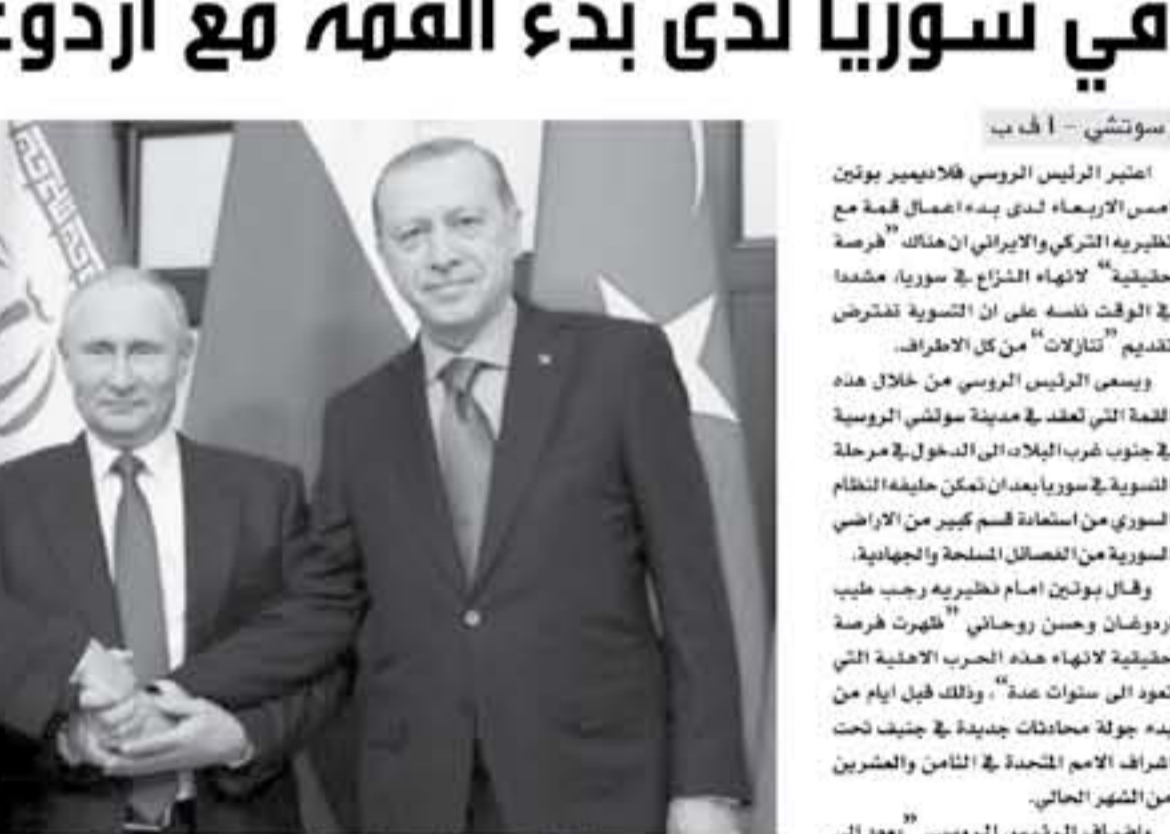 في سوريا لدى بدء القمة مع اردوغ
سوتشي - أ ف ب
اعتبر الرئيس الروسي فلاديمير بوتين
امس الاربعاء لدى بدء اعمال قمة مع
نظيريه التركي والايراني ان هناك "فرصة
حقيقية" لانهاء النزاع في سوريا، مشددا
في الوقت نفسه على ان التسوية تفترض
تقديم "تنازلات" من كل الاطراف.
ويسعى الرئيس الروسي من خلال هذه
القمة التي تعقد في مدينة سوتشي الروسية
في جنوب غرب البلاد، الى الدخول في مرحلة
التسوية في سوريا بعد ان تمكن حليفه النظام
السوري من استعادة قسم كبير من الاراضي
السورية من الفصائل المسلحة والجهادية.
وقال بوتين امام نظيريه رجب طيب
اردوغان وحسن روحاني "ظهرت فرصة
حقيقية لانهاء هذه الحرب الاهلية التي
تعود الى سنوات عدة"، وذلك قبل ايام من
بدء جولة محادثات جديدة في جنيف تحت
اشراف الامم المتحدة في الثامن والعشرين
من الشهر الحالي.
واضاف الرئيس الروسي "يعود الى